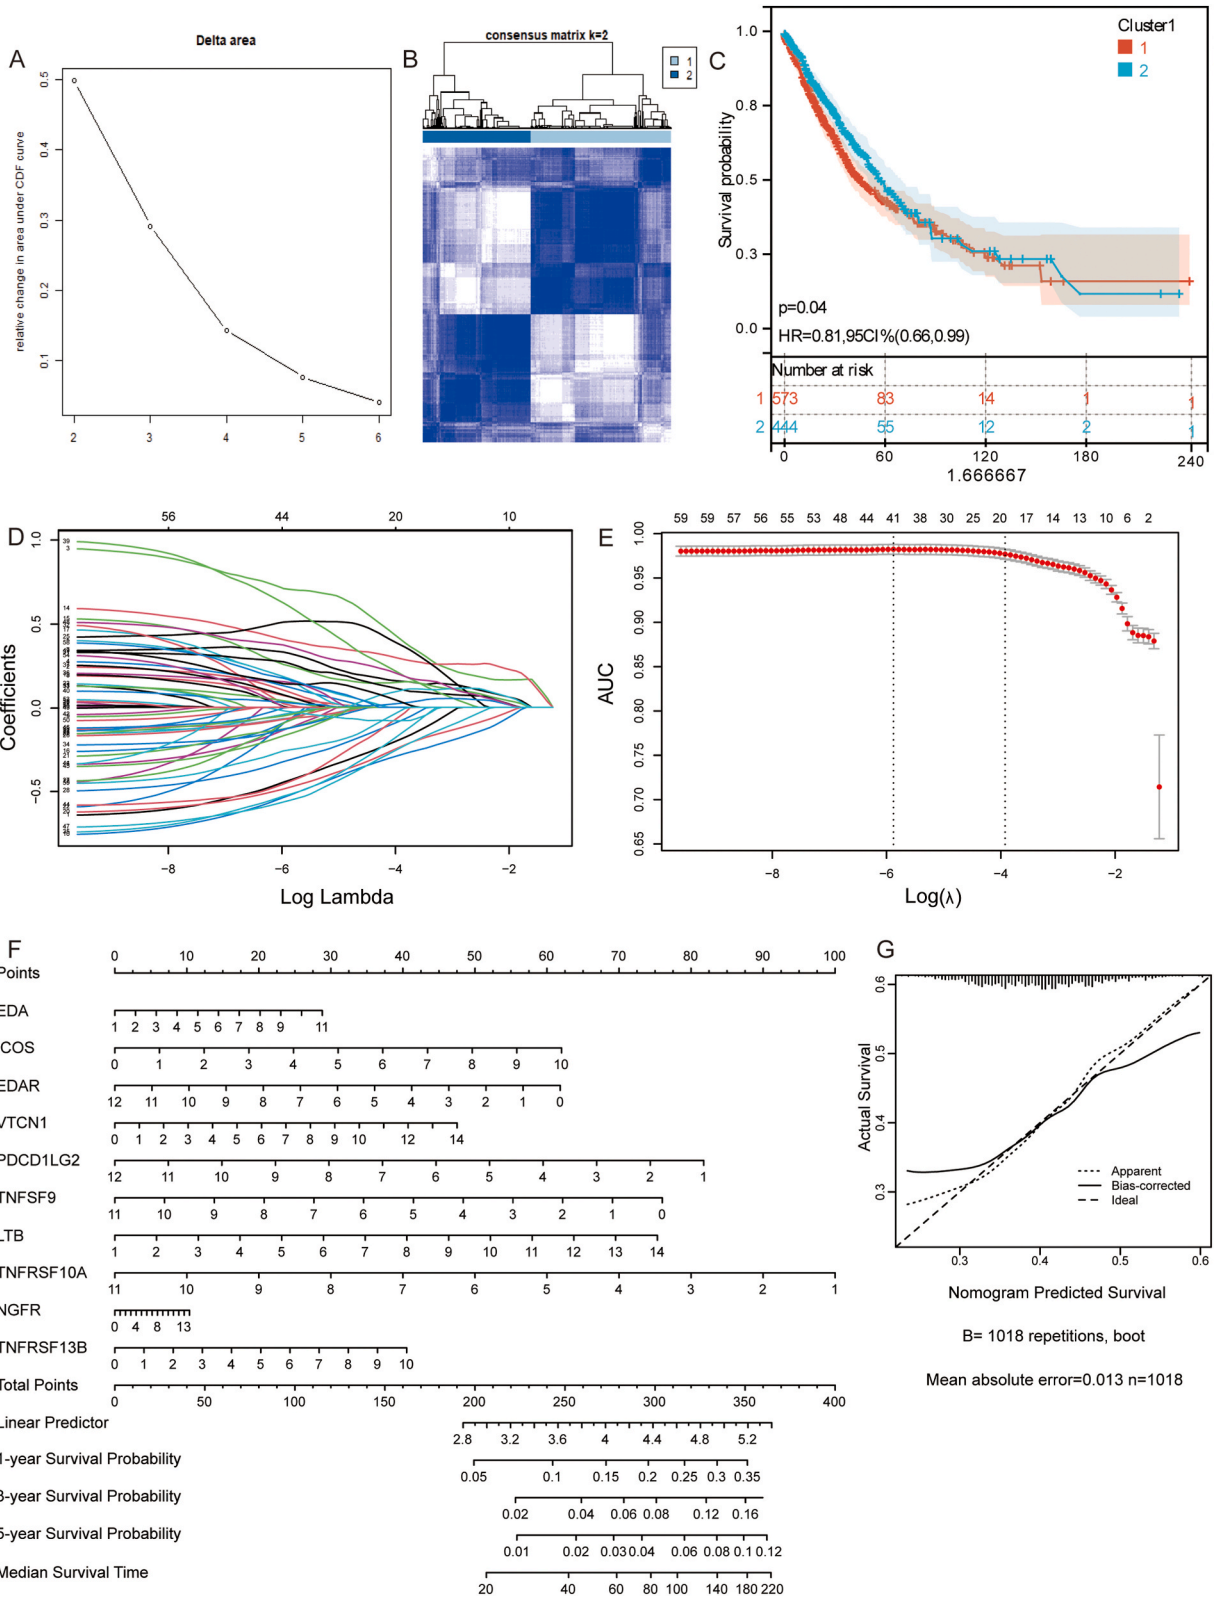 A
Delta area
relative change in area under CDF curve
0.5
0.4
0.3
0.2
0.1
2 3 4 5 6
B
consensus matrix k=2
1
2
C
Cluster1
1
2
Survival probability
1.0
0.8
0.5
0.3
0.0
p=0.04
HR=0.81,95CI%(0.66,0.99)
Number at risk
1 573 83 14 1 1
2 444 55 12 2 1
0 60 120 180 240
1.666667
D
56 44 20 10
Coefficients
1.0
0.5
0.0
−0.5
−8 −6 −4 −2
Log Lambda
E
59 59 57 56 55 53 48 44 41 38 30 25 20 17 14 13 10 6 2
AUC
1.00
0.95
0.90
0.85
0.80
0.75
0.70
0.65
−8 −6 −4 −2
Log(λ)
F
0 10 20 30 40 50 60 70 80 90 100
Points
EDA
1 2 3 4 5 6 7 8 9 11
COS
0 1 2 3 4 5 6 7 8 9 10
EDAR
12 11 10 9 8 7 6 5 4 3 2 1 0
VTCN1
0 1 2 3 4 5 6 7 8 9 10 12 14
PDCD1LG2
12 11 10 9 8 7 6 5 4 3 2 1
TNFSF9
11 10 9 8 7 6 5 4 3 2 1 0
LTB
1 2 3 4 5 6 7 8 9 10 11 12 13 14
TNFRSF10A
11 10 9 8 7 6 5 4 3 2 1
NGFR
0 4 8 13
TNFRSF13B
0 1 2 3 4 5 6 7 8 9 10
Total Points
0 50 100 150 200 250 300 350 400
Linear Predictor
2.8 3.2 3.6 4 4.4 4.8 5.2
1-year Survival Probability
0.05 0.1 0.15 0.2 0.25 0.3 0.35
3-year Survival Probability
0.02 0.04 0.06 0.08 0.12 0.16
5-year Survival Probability
0.01 0.02 0.03 0.04 0.06 0.08 0.1 0.12
Median Survival Time
20 40 60 80 100 140 180 220
G
Actual Survival
0.6
0.5
0.4
0.3
Apparent
Bias-corrected
Ideal
0.3 0.4 0.5 0.6
Nomogram Predicted Survival
B= 1018 repetitions, boot
Mean absolute error=0.013 n=1018